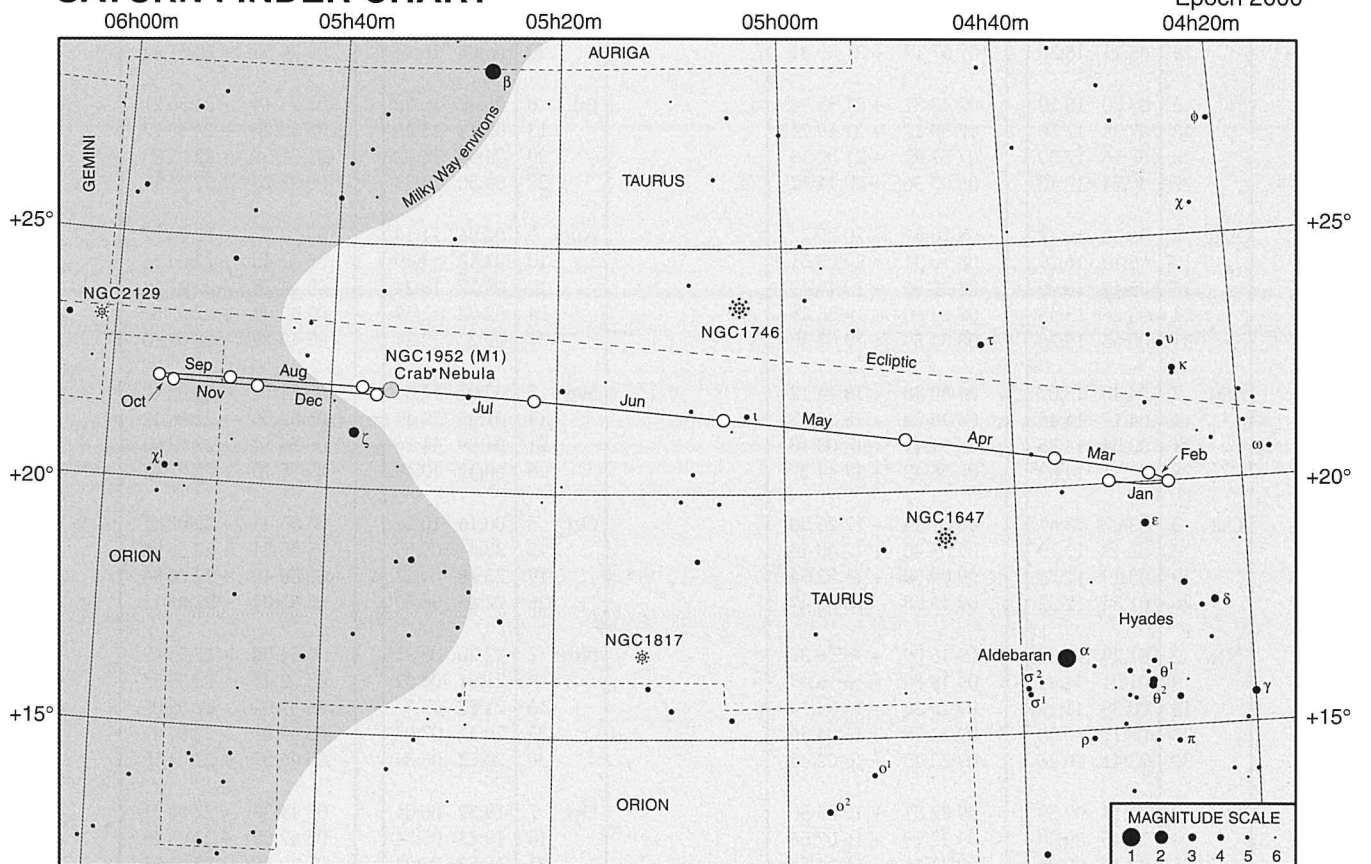 SATURN FINDER CHART
Epoch 2000
06h00m 05h40m 05h20m 05h00m 04h40m 04h20m
AURIGA
β
GEMINI
Milky Way environs
TAURUS
φ
χ
+25° +25°
NGC2129
NGC1746
τ
υ
κ
Ecliptic
NGC1952 (M1)
Crab Nebula
Sep Aug
Oct Nov Dec Jul Jun May Apr Mar Feb
ι
Jan
ζ
ω
+20° +20°
χ¹
NGC1647
ε
ORION
TAURUS
δ
Hyades
NGC1817
Aldebaran α
σ²
σ¹
θ¹
θ²
γ
+15° +15°
ρ
π
ο¹
ο²
ORION
MAGNITUDE SCALE
1 2 3 4 5 6